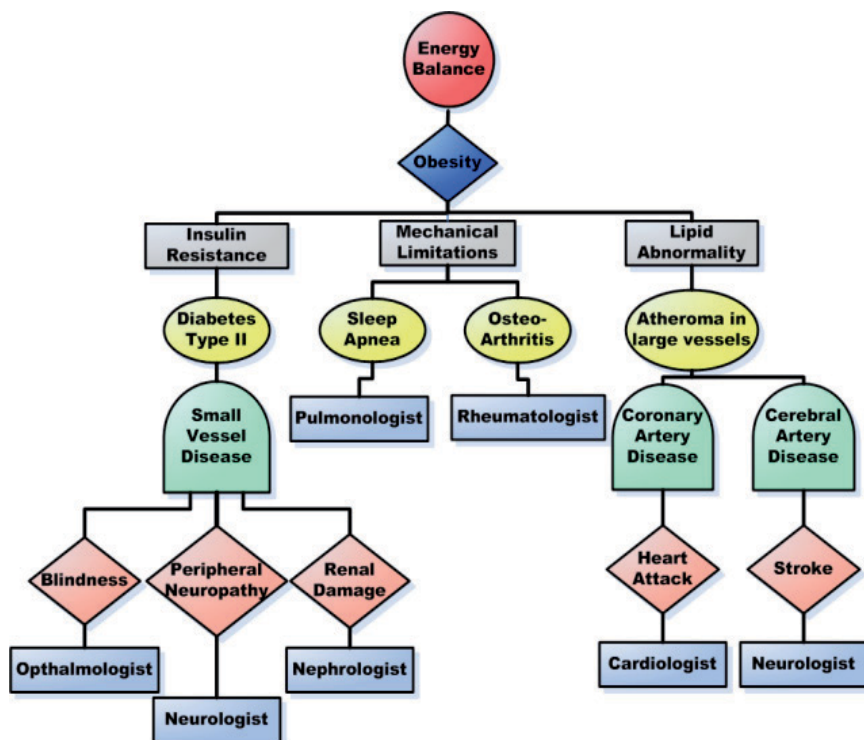 Energy
Balance
Obesity
Insulin
Resistance
Mechanical
Limitations
Lipid
Abnormality
Diabetes
Type II
Sleep
Apnea
Osteo-
Arthritis
Atheroma in
large vessels
Small
Vessel
Disease
Pulmonologist
Rheumatologist
Coronary
Artery
Disease
Cerebral
Artery
Disease
Blindness
Peripheral
Neuropathy
Renal
Damage
Heart
Attack
Stroke
Opthalmologist
Neurologist
Nephrologist
Cardiologist
Neurologist